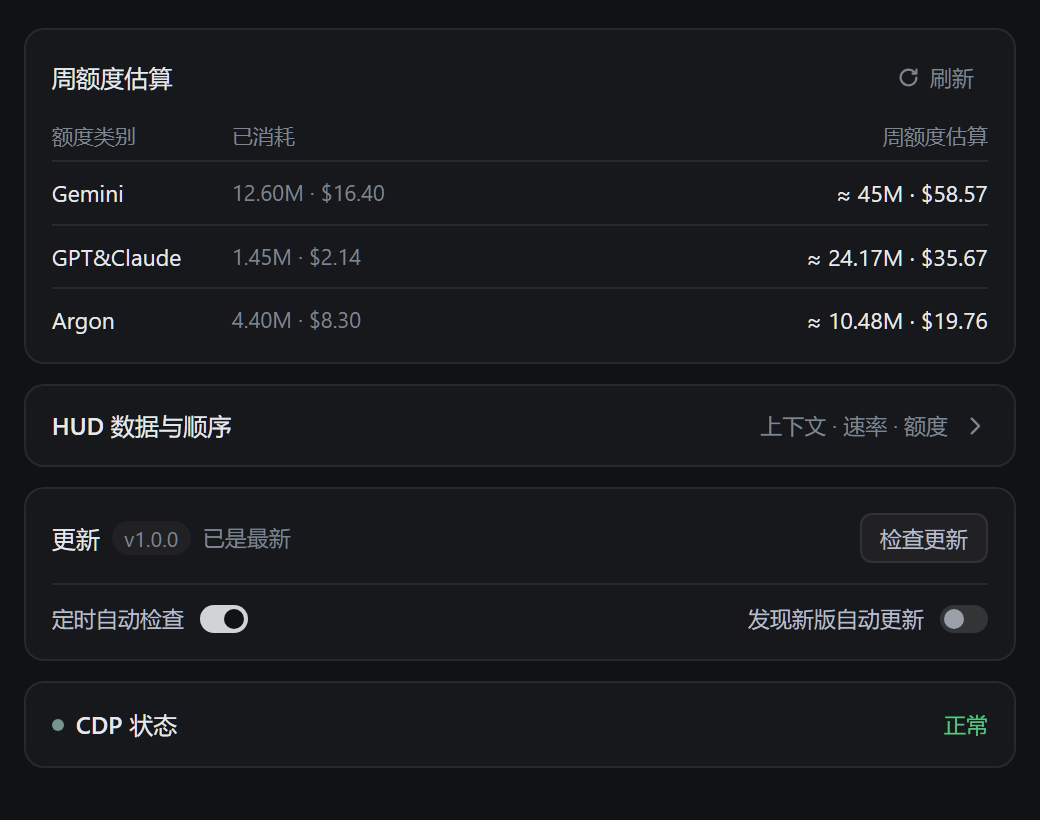 周额度估算 刷新
额度类别 已消耗 周额度估算
Gemini 12.60M · $16.40 ≈ 45M · $58.57
GPT&Claude 1.45M · $2.14 ≈ 24.17M · $35.67
Argon 4.40M · $8.30 ≈ 10.48M · $19.76
HUD 数据与顺序 上下文 · 速率 · 额度
更新 v1.0.0 已是最新 检查更新
定时自动检查 发现新版自动更新
CDP 状态 正常